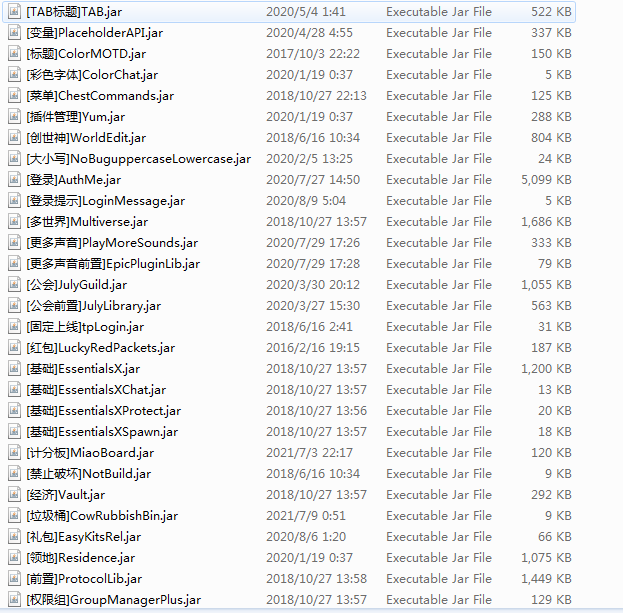 [TAB标题]TAB.jar 2020/5/4 1:41 Executable Jar File 522 KB
[变量]PlaceholderAPI.jar 2020/4/28 4:55 Executable Jar File 337 KB
[标题]ColorMOTD.jar 2017/10/3 22:22 Executable Jar File 150 KB
[彩色字体]ColorChat.jar 2020/1/19 0:37 Executable Jar File 5 KB
[菜单]ChestCommands.jar 2018/10/27 22:13 Executable Jar File 125 KB
[插件管理]Yum.jar 2020/1/19 0:37 Executable Jar File 288 KB
[创世神]WorldEdit.jar 2018/6/16 10:34 Executable Jar File 804 KB
[大小写]NoBuguppercaseLowercase.jar 2020/2/5 13:25 Executable Jar File 24 KB
[登录]AuthMe.jar 2020/7/27 14:50 Executable Jar File 5,099 KB
[登录提示]LoginMessage.jar 2020/8/9 5:04 Executable Jar File 5 KB
[多世界]Multiverse.jar 2018/10/27 13:57 Executable Jar File 1,686 KB
[更多声音]PlayMoreSounds.jar 2020/7/29 17:26 Executable Jar File 333 KB
[更多声音前置]EpicPluginLib.jar 2020/7/29 17:28 Executable Jar File 79 KB
[公会]JulyGuild.jar 2020/3/30 20:12 Executable Jar File 1,055 KB
[公会前置]JulyLibrary.jar 2020/3/27 15:30 Executable Jar File 563 KB
[固定上线]tpLogin.jar 2018/6/16 2:41 Executable Jar File 31 KB
[红包]LuckyRedPackets.jar 2016/2/16 19:15 Executable Jar File 187 KB
[基础]EssentialsX.jar 2018/10/27 13:57 Executable Jar File 1,200 KB
[基础]EssentialsXChat.jar 2018/10/27 13:57 Executable Jar File 13 KB
[基础]EssentialsXProtect.jar 2018/10/27 13:56 Executable Jar File 20 KB
[基础]EssentialsXSpawn.jar 2018/10/27 13:57 Executable Jar File 18 KB
[计分板]MiaoBoard.jar 2021/7/3 22:17 Executable Jar File 120 KB
[禁止破坏]NotBuild.jar 2018/6/16 10:34 Executable Jar File 9 KB
[经济]Vault.jar 2018/10/27 13:57 Executable Jar File 292 KB
[垃圾桶]CowRubbishBin.jar 2021/7/9 0:51 Executable Jar File 9 KB
[礼包]EasyKitsRel.jar 2020/8/6 1:20 Executable Jar File 66 KB
[领地]Residence.jar 2020/1/19 0:37 Executable Jar File 1,075 KB
[前置]ProtocolLib.jar 2018/10/27 13:58 Executable Jar File 1,449 KB
[权限组]GroupManagerPlus.jar 2018/10/27 13:57 Executable Jar File 129 KB